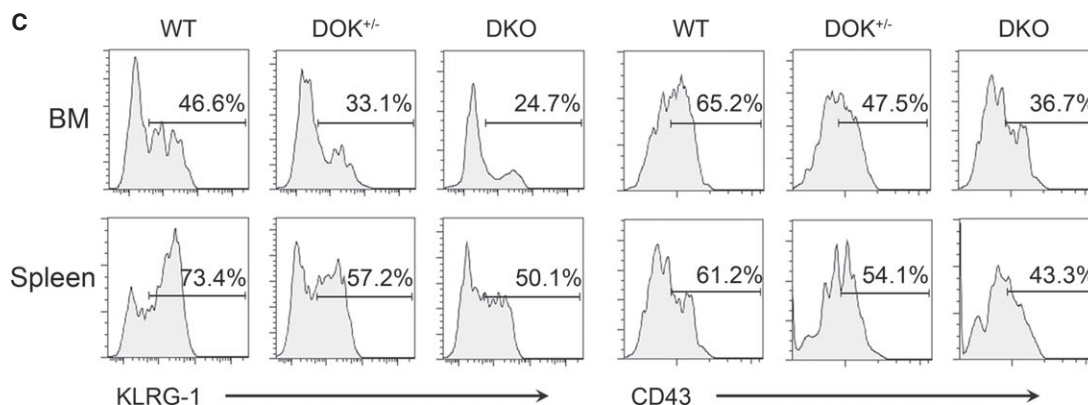 C
WT DOK+/- DKO WT DOK+/- DKO
BM 46.6% 33.1% 24.7% 65.2% 47.5% 36.7%
Spleen 73.4% 57.2% 50.1% 61.2% 54.1% 43.3%
KLRG-1 CD43